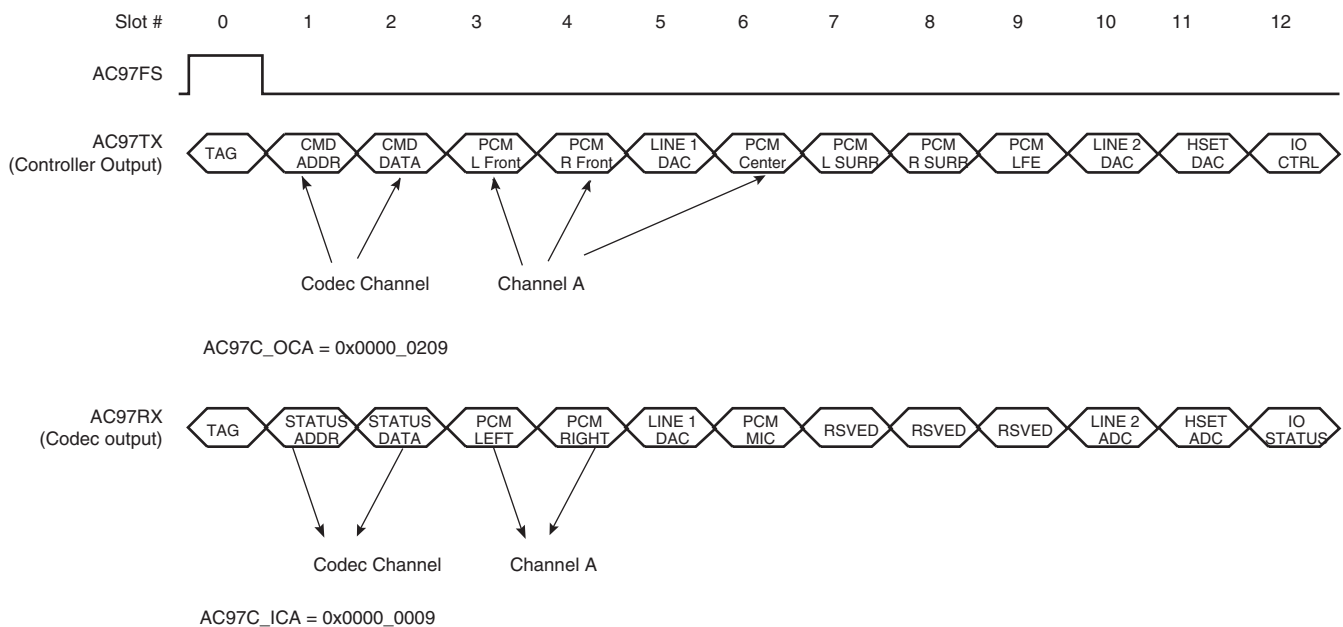 Slot # 0 1 2 3 4 5 6 7 8 9 10 11 12
AC97FS
AC97TX
(Controller Output)
TAG
CMD
ADDR
CMD
DATA
PCM
L Front
PCM
R Front
LINE 1
DAC
PCM
Center
PCM
L SURR
PCM
R SURR
PCM
LFE
LINE 2
DAC
HSET
DAC
IO
CTRL
Codec Channel
Channel A
AC97C_OCA = 0x0000_0209
AC97RX
(Codec output)
TAG
STATUS
ADDR
STATUS
DATA
PCM
LEFT
PCM
RIGHT
LINE 1
DAC
PCM
MIC
RSVED
RSVED
RSVED
LINE 2
ADC
HSET
ADC
IO
STATUS
Codec Channel
Channel A
AC97C_ICA = 0x0000_0009